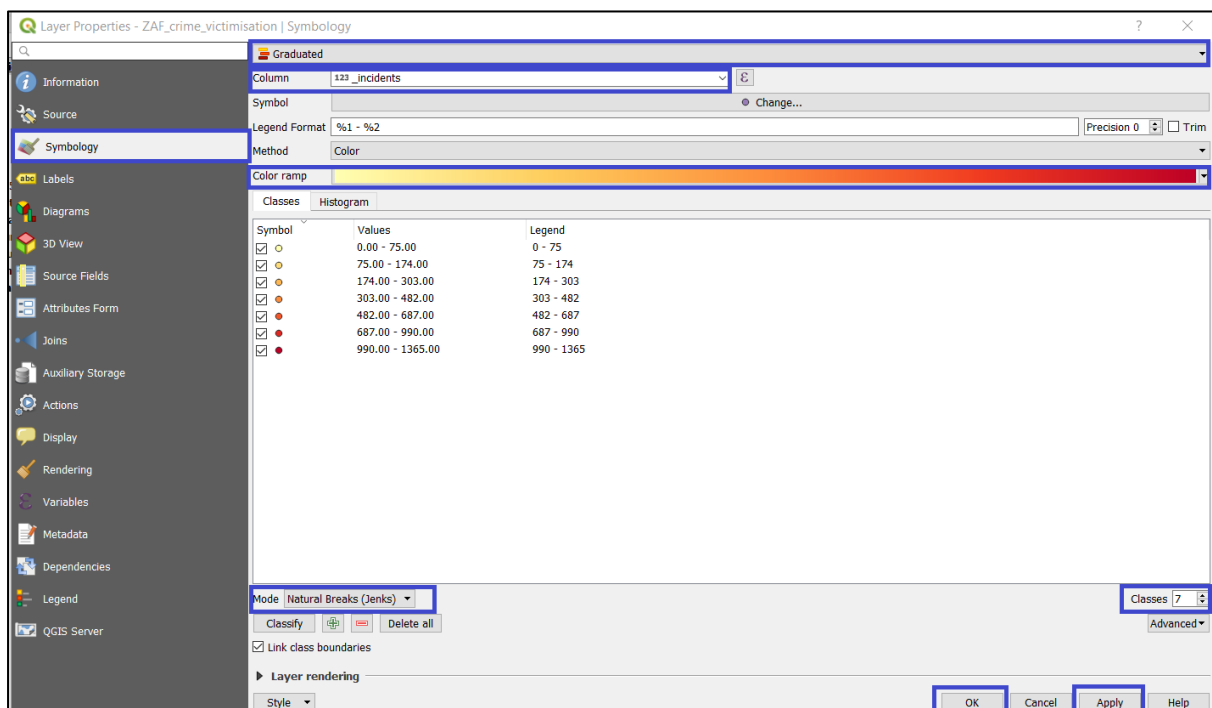 Layer Properties - ZAF_crime_victimisation | Symbology
?
Graduated
Information
Column 123 _incidents ε
Symbol Change...
Source
Legend Format %1 - %2 Precision 0 Trim
Symbology
Method Color
Labels
Color ramp
Diagrams
Classes Histogram
3D View
Symbol Values Legend
0.00 - 75.00 0 - 75
75.00 - 174.00 75 - 174
Source Fields
174.00 - 303.00 174 - 303
303.00 - 482.00 303 - 482
Attributes Form
482.00 - 687.00 482 - 687
687.00 - 990.00 687 - 990
Joins
990.00 - 1365.00 990 - 1365
Auxiliary Storage
Actions
Display
Rendering
Variables
Metadata
Dependencies
Legend
Mode Natural Breaks (Jenks) Classes 7
QGIS Server
Classify Delete all Advanced
Link class boundaries
Layer rendering
Style OK Cancel Apply Help
abc